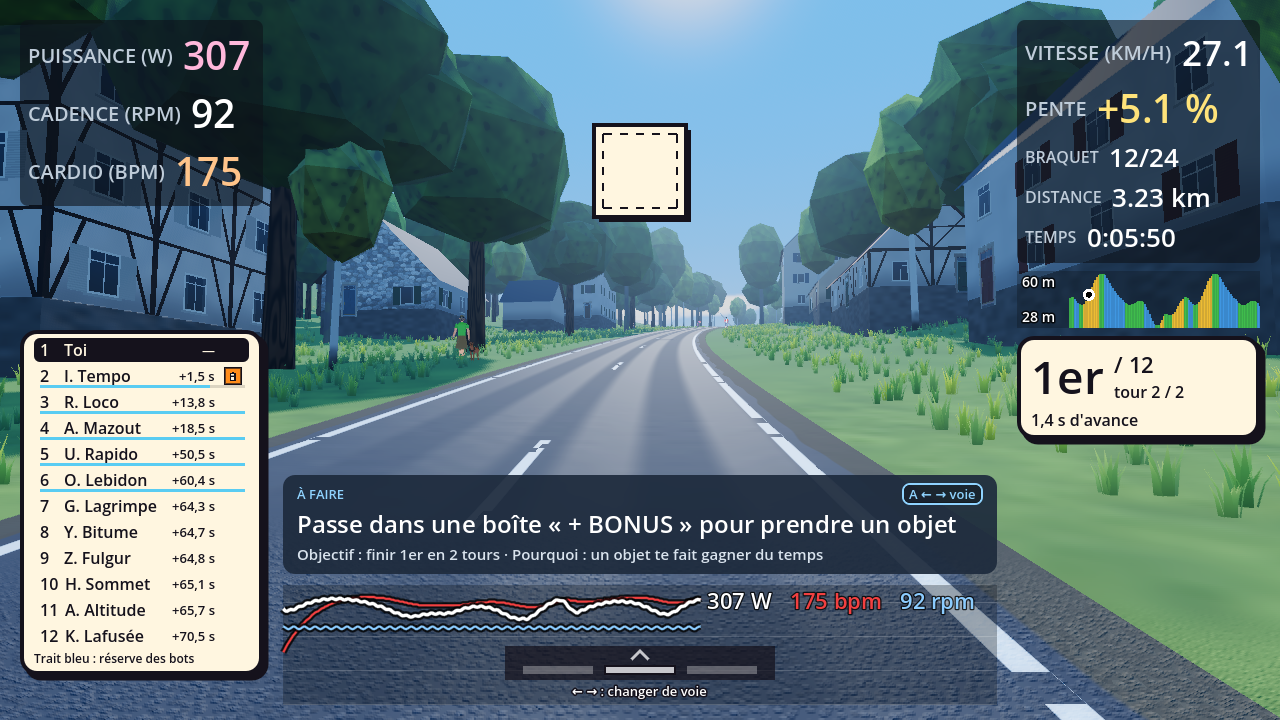 PUISSANCE (W) 307
CADENCE (RPM) 92
CARDIO (BPM) 175
VITESSE (KM/H) 27.1
PENTE +5.1 %
BRAQUET 12/24
DISTANCE 3.23 km
TEMPS 0:05:50
60 m
28 m
1er / 12
tour 2 / 2
1,4 s d'avance
1 Toi —
2 I. Tempo +1,5 s
3 R. Loco +13,8 s
4 A. Mazout +18,5 s
5 U. Rapido +50,5 s
6 O. Lebidon +60,4 s
7 G. Lagrimpe +64,3 s
8 Y. Bitume +64,7 s
9 Z. Fulgur +64,8 s
10 H. Sommet +65,1 s
11 A. Altitude +65,7 s
12 K. Lafusée +70,5 s
Trait bleu : réserve des bots
À FAIRE
A ← → voie
Passe dans une boîte « + BONUS » pour prendre un objet
Objectif : finir 1er en 2 tours · Pourquoi : un objet te fait gagner du temps
307 W 175 bpm 92 rpm
← → : changer de voie